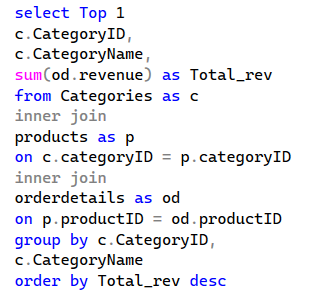 select Top 1
c.CategoryID,
c.CategoryName,
sum(od.revenue) as Total_rev
from Categories as c
inner join
products as p
on c.categoryID = p.categoryID
inner join
orderdetails as od
on p.productID = od.productID
group by c.CategoryID,
c.CategoryName
order by Total_rev desc